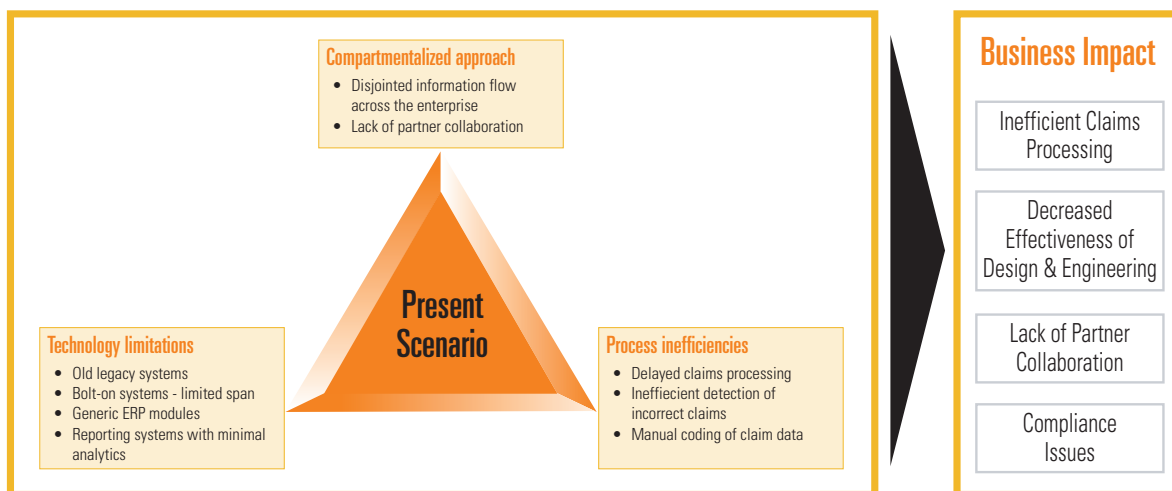 Compartmentalized approach
• Disjointed information flow
across the enterprise
• Lack of partner collaboration
Present
Scenario
Technology limitations
• Old legacy systems
• Bolt-on systems - limited span
• Generic ERP modules
• Reporting systems with minimal
analytics
Process inefficiencies
• Delayed claims processing
• Ineffiecient detection of
incorrect claims
• Manual coding of claim data
Business Impact
Inefficient Claims
Processing
Decreased
Effectiveness of
Design & Engineering
Lack of Partner
Collaboration
Compliance
Issues